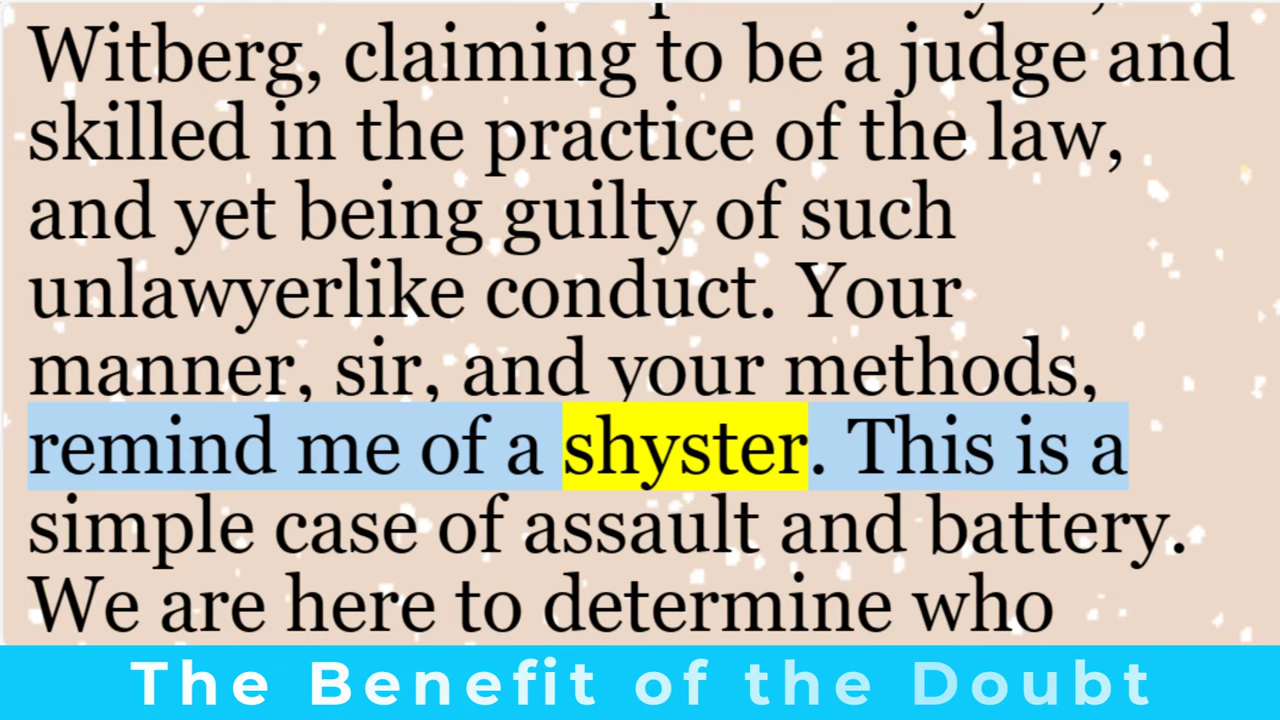 Witberg, claiming to be a judge and
skilled in the practice of the law,
and yet being guilty of such
unlawyerlike conduct. Your
manner, sir, and your methods,
remind me of a shyster. This is a
simple case of assault and battery.
We are here to determine who
The Benefit of the Doubt